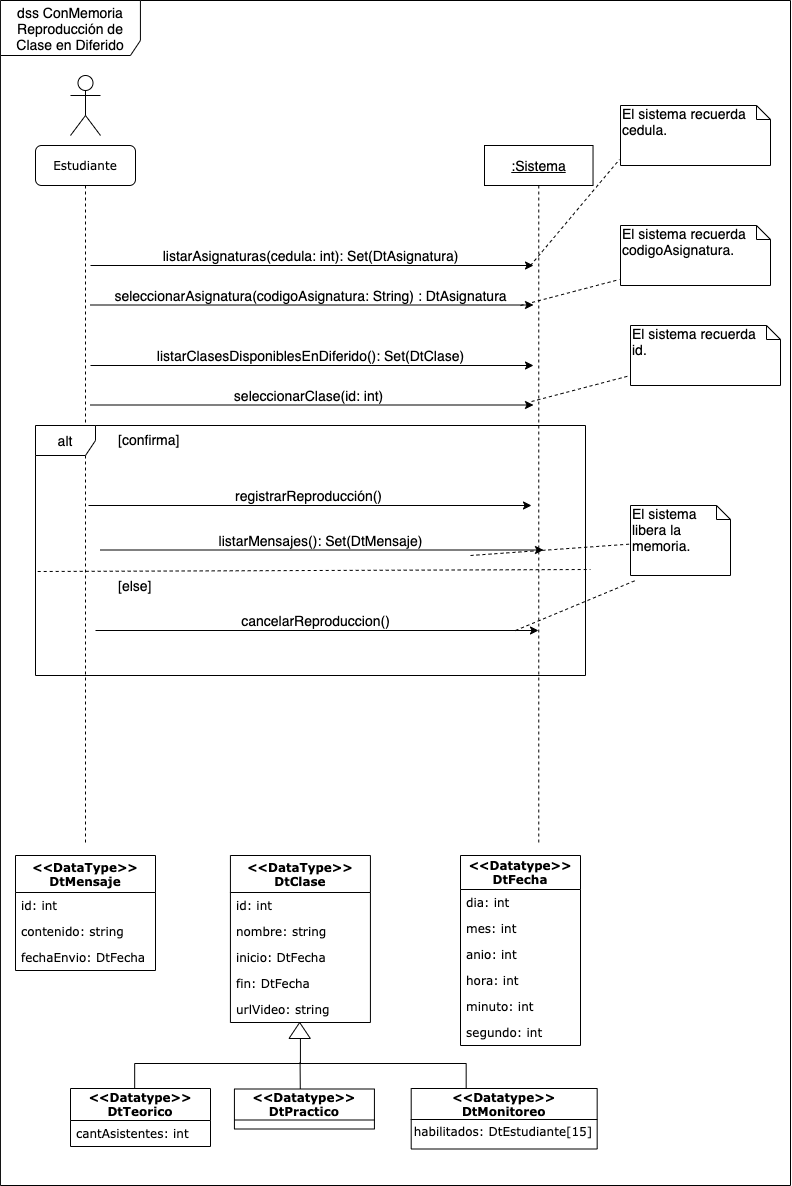 dss ConMemoria
Reproducción de
Clase en Diferido
Estudiante
:Sistema
El sistema recuerda
cedula.
listarAsignaturas(cedula: int): Set(DtAsignatura)
El sistema recuerda
codigoAsignatura.
seleccionarAsignatura(codigoAsignatura: String) : DtAsignatura
El sistema recuerda
id.
listarClasesDisponiblesEnDiferido(): Set(DtClase)
seleccionarClase(id: int)
alt
[confirma]
registrarReproducción()
El sistema
libera la
memoria.
listarMensajes(): Set(DtMensaje)
[else]
cancelarReproduccion()
<<DataType>>
DtMensaje
id: int
contenido: string
fechaEnvio: DtFecha
<<DataType>>
DtClase
id: int
nombre: string
inicio: DtFecha
fin: DtFecha
urlVideo: string
<<Datatype>>
DtFecha
dia: int
mes: int
anio: int
hora: int
minuto: int
segundo: int
<<Datatype>>
DtTeorico
cantAsistentes: int
<<Datatype>>
DtPractico
<<Datatype>>
DtMonitoreo
habilitados: DtEstudiante[15]